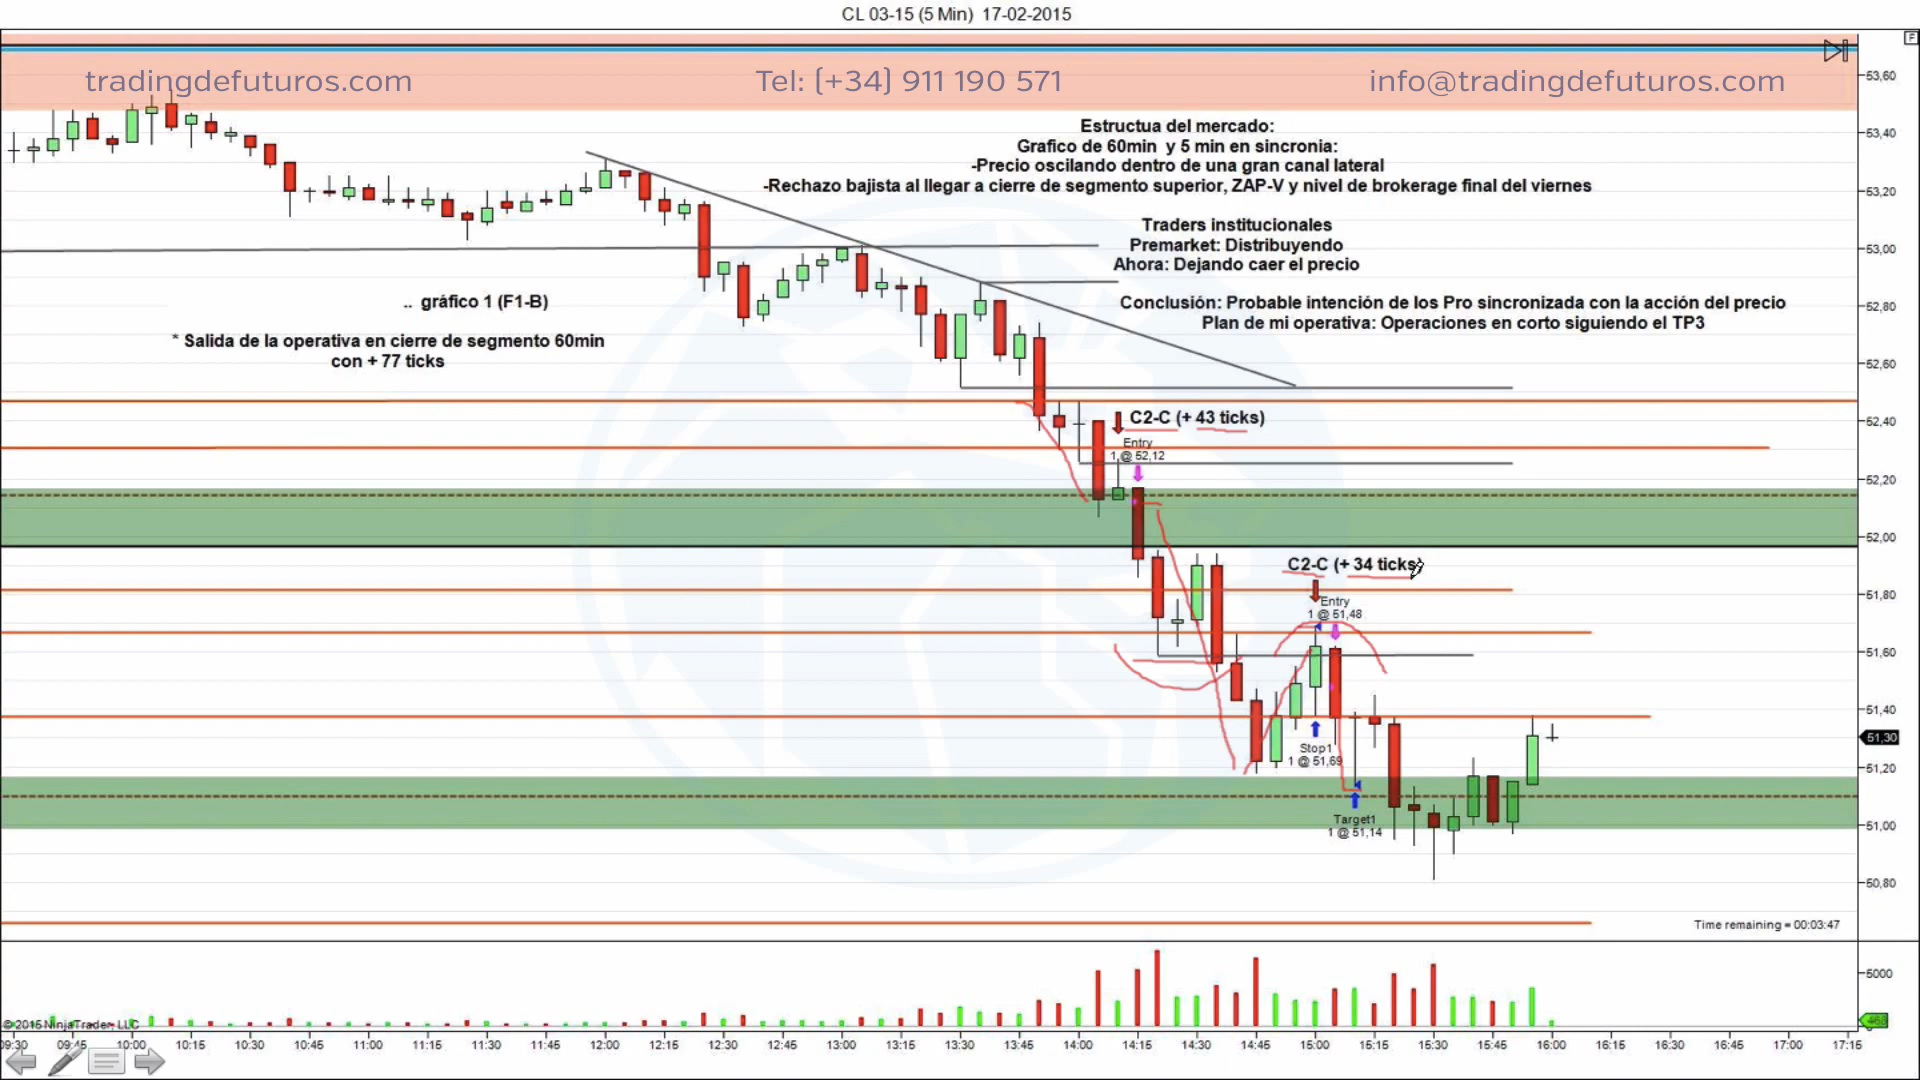 CL 03-15 (5 Min) 17-02-2015
F
tradingdefuturos.com
Tel: (+34) 911 190 571
info@tradingdefuturos.com
Estructua del mercado:
Grafico de 60min y 5 min en sincronia:
-Precio oscilando dentro de una gran canal lateral
-Rechazo bajista al llegar a cierre de segmento superior, ZAP-V y nivel de brokerage final del viernes
Traders institucionales
Premarket: Distribuyendo
Ahora: Dejando caer el precio
Conclusión: Probable intención de los Pro sincronizada con la acción del precio
Plan de mi operativa: Operaciones en corto siguiendo el TP3
.. gráfico 1 (F1-B)
* Salida de la operativa en cierre de segmento 60min
con + 77 ticks
C2-C (+ 43 ticks)
Entry
1 @ 52,12
C2-C (+ 34 ticks)
Entry
1 @ 51,48
Stop1
1 @ 51,69
Target1
1 @ 51,14
53,60
53,40
53,20
53,00
52,80
52,60
52,40
52,20
52,00
51,80
51,60
51,40
51,30
51,20
51,00
50,80
Time remaining = 00:03:47
5000
© 2015 NinjaTrader, LLC
09:30 09:45 10:00 10:15 10:30 10:45 11:00 11:15 11:30 11:45 12:00 12:15 12:30 12:45 13:00 13:15 13:30 13:45 14:00 14:15 14:30 14:45 15:00 15:15 15:30 15:45 16:00 16:15 16:30 16:45 17:00 17:15